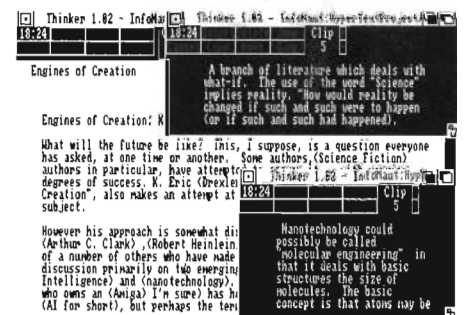 Thinker 1.02 - InfoMa
Thinker 1.02 - InfoMaut:HyperText
18:24
18:24
Clip
5
Engines of Creation
A branch of literature which deals with
what-if. The use of the word "Science"
implies reality. "How would reality be
changed if such and such were to happen
(or if such and such had happened).
Engines of Creation: K
What will the future be like? This, I suppose, is a question everyone
has asked, at one time or another. Some authors,(Science Fiction)
authors in particular, have attempte
degrees of success. K. Eric (Drexler
Creation", also makes an attempt at
subject.
Thinker 1.02 - InfoMaut:Hyp
18:24
Clip
5
However his approach is somewhat di
(Arthur C. Clark) ,(Robert Heinlein.
of a number of others who have made
discussion primarily on two emerging
Intelligence) and (nanotechnology).
who owns an (Amiga) I'm sure) has h
(AI for short), but perhaps the ter
Nanotechnology could
possibly be called
"molecular engineering" in
that it deals with basic
structures the size of
molecules. The basic
concept is that atoms may be